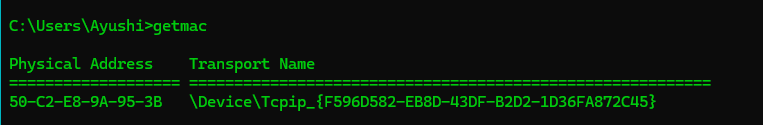 C:\Users\Ayushi>getmac
Physical Address    Transport Name
=================== ==========================================================
50-C2-E8-9A-95-3B   \Device\Tcpip_{F596D582-EB8D-43DF-B2D2-1D36FA872C45}